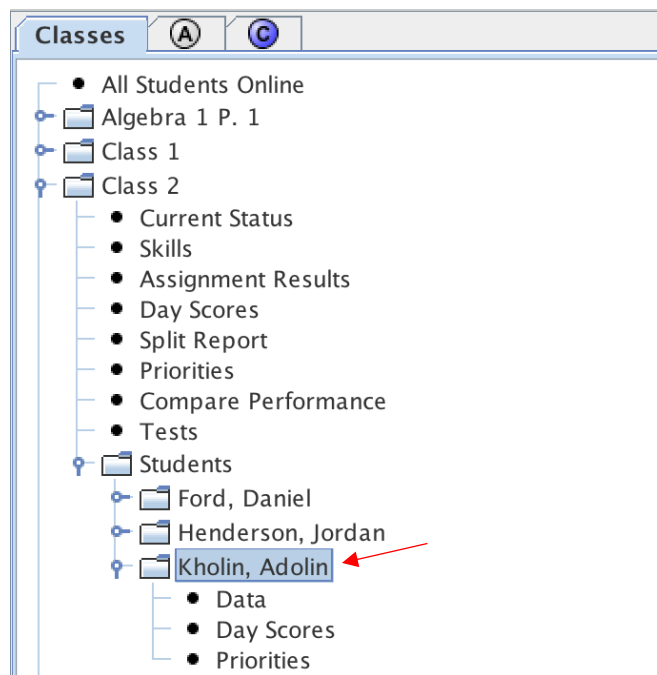 Classes A C
All Students Online
Algebra 1 P. 1
Class 1
Class 2
Current Status
Skills
Assignment Results
Day Scores
Split Report
Priorities
Compare Performance
Tests
Students
Ford, Daniel
Henderson, Jordan
Kholin, Adolin
Data
Day Scores
Priorities